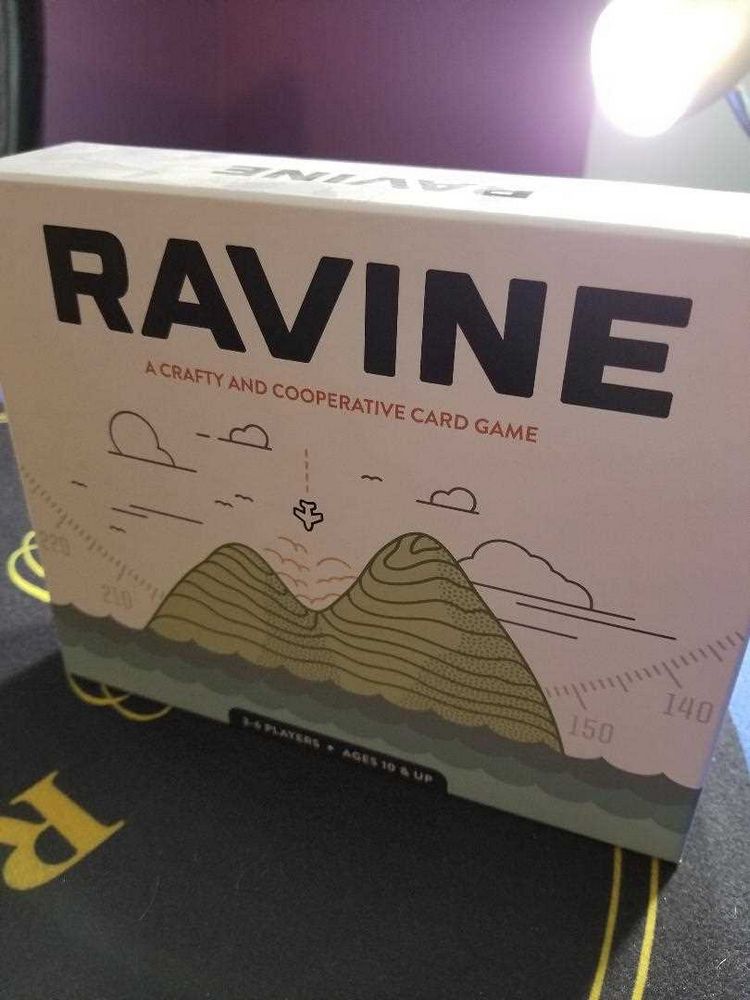 RAVINE
RAVINE
A CRAFTY AND COOPERATIVE CARD GAME
220
210
150
140
3-6 PLAYERS • AGES 10 & UP
R